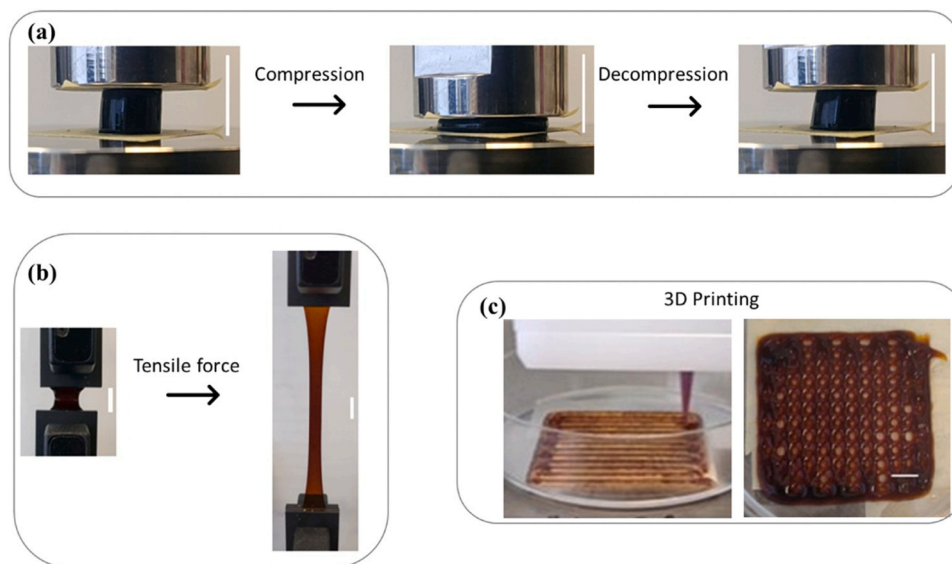 (a)
Compression
Decompression
(b)
Tensile force
(c)
3D Printing